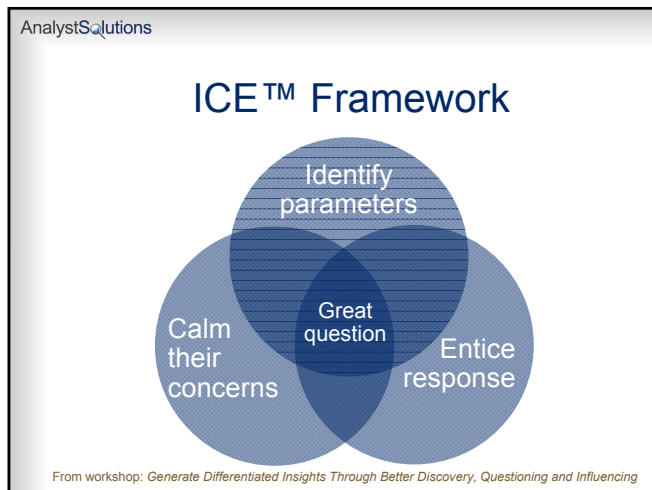 AnalystSolutions
ICE™ Framework
Identify
parameters
Great
question
Calm
their
concerns
Entice
response
From workshop: Generate Differentiated Insights Through Better Discovery, Questioning and Influencing